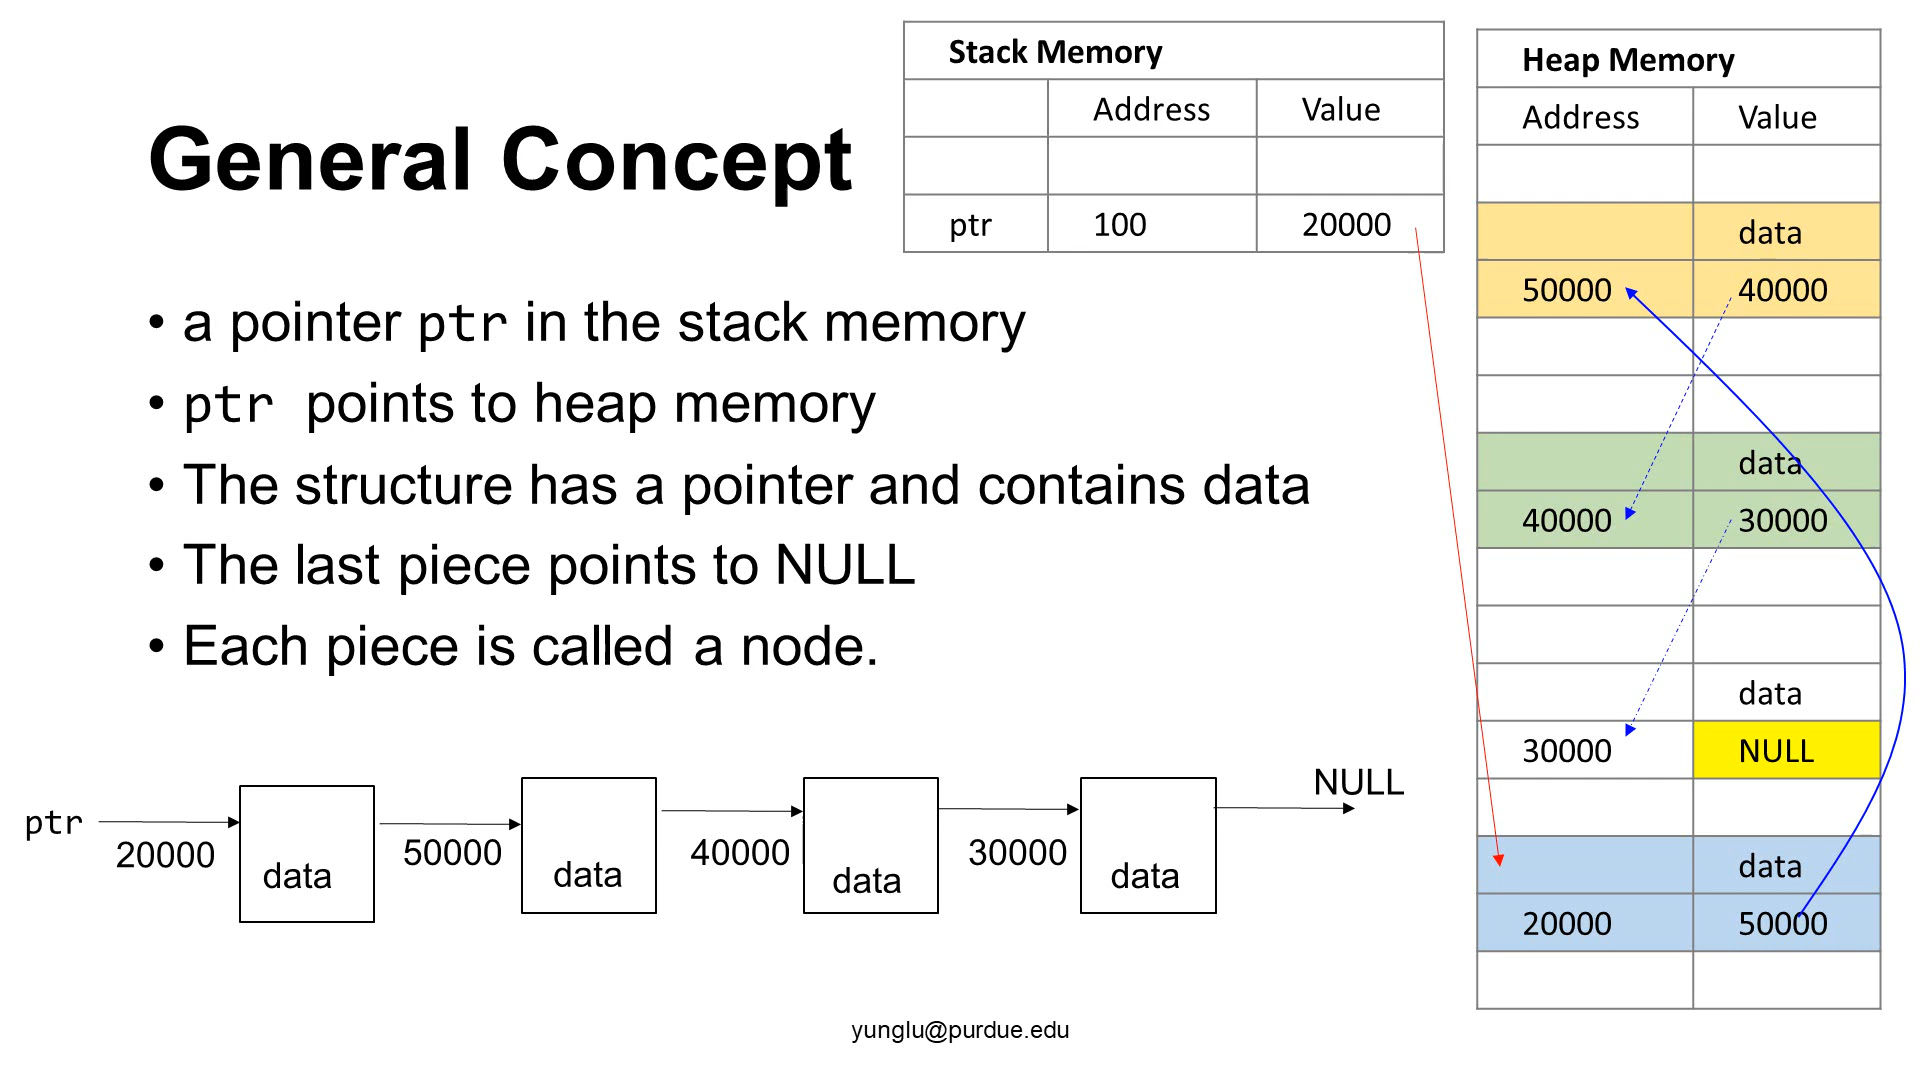 General Concept
• a pointer ptr in the stack memory
• ptr points to heap memory
• The structure has a pointer and contains data
• The last piece points to NULL
• Each piece is called a node.
Stack Memory
Address Value
ptr 100 20000
Heap Memory
Address Value
data
50000 40000
data
40000 30000
data
30000 NULL
data
20000 50000
ptr
20000
data
50000
data
40000
data
30000
data
NULL
yunglu@purdue.edu